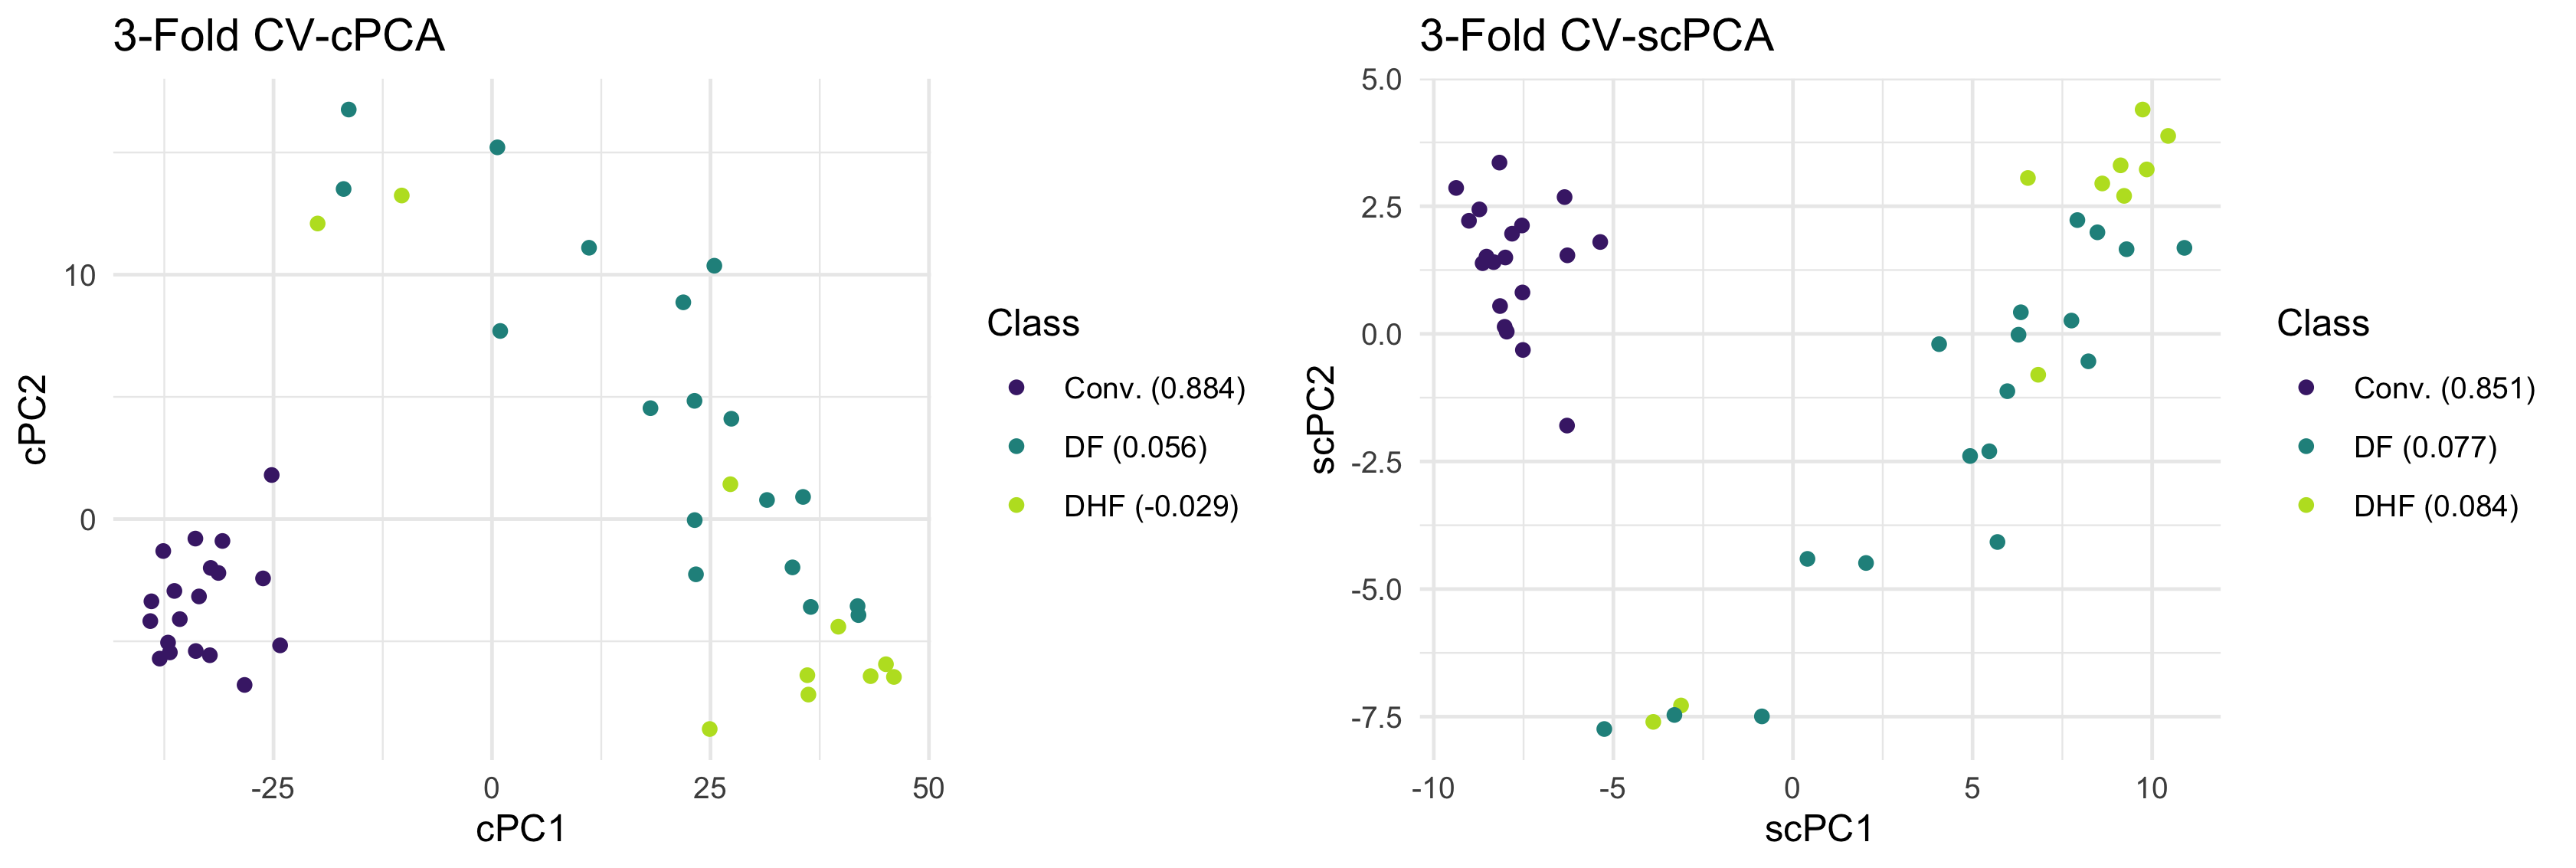 3-Fold CV-cPCA
10
0
cPC2
-25
0
25
50
cPC1
Class
Conv. (0.884)
DF (0.056)
DHF (-0.029)
3-Fold CV-scPCA
5.0
2.5
0.0
-2.5
-5.0
-7.5
scPC2
-10
-5
0
5
10
scPC1
Class
Conv. (0.851)
DF (0.077)
DHF (0.084)